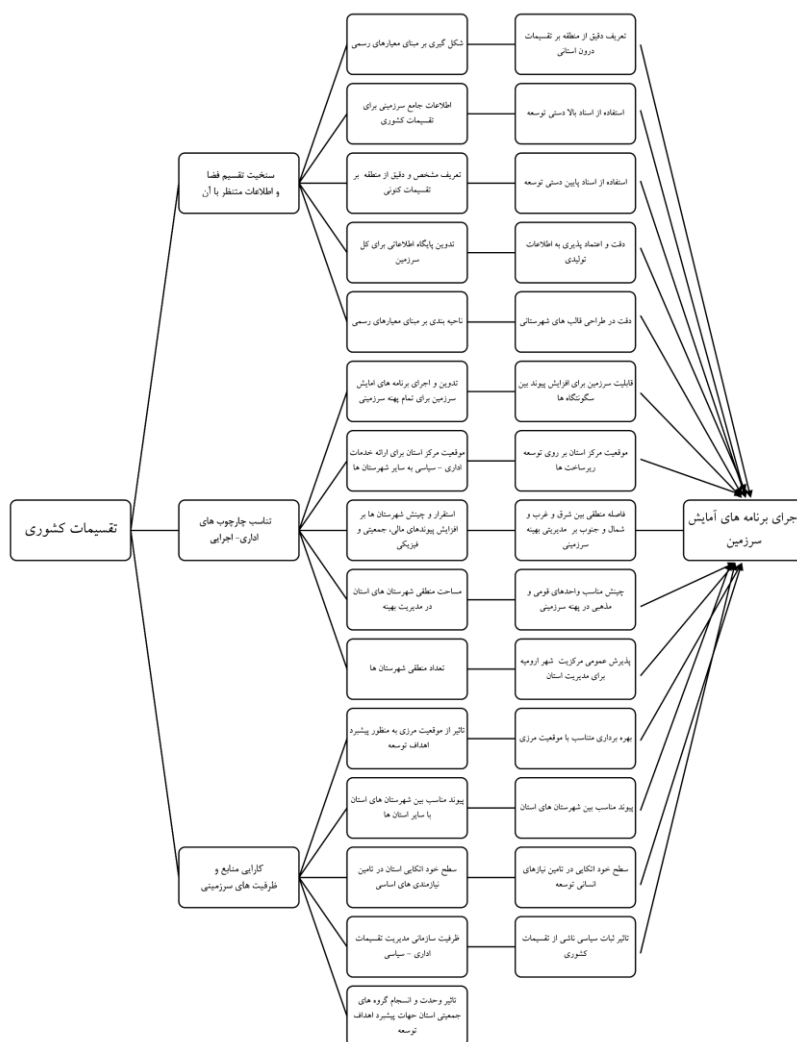 تقسیمات کشوری
سنخیت تقسیم فضا
و اطلاعات متنظر با آن
شکل گیری بر مبنای معیارهای رسمی
تعریف دقیق از منطقه بر تقسیمات
درون استانی
اطلاعات جامع سرزمینی برای
تقسیمات کشوری
استفاده از اسناد بالا دستی توسعه
تعریف مشخص و دقیق از منطقه بر
تقسیمات کنونی
استفاده از اسناد پایین دستی توسعه
تدوین پایگاه اطلاعاتی برای کل
سرزمین
دقت و اعتماد پذیری به اطلاعات
تولیدی
ناحیه بندی بر مبنای معیارهای رسمی
دقت در طراحی قالب های شهرستانی
تناسب چارچوب های
اداری- اجرایی
تدوین و اجرای برنامه های امایش
سرزمین برای تمام پهنه سرزمینی
قابلیت سرزمین برای افزایش پیوند بین
سگونتگاه ها
موقعیت مرکز استان برای ارائه خدمات
اداری - سیاسی به سایر شهرستان ها
موقعیت مرکز استان بر روی توسعه
زیرساخت ها
استقرار و چینش شهرستان ها بر
افزایش پیوندهای مالی، جمعیتی و
فیزیکی
فاصله منطقی بین شرق و غرب و
شمال و جنوب بر مدیریتی بهینه
سرزمینی
مساحت منطقی شهرستان های استان
در مدیریت بهینه
چینش مناسب واحدهای قومی و
مذهبی در پهنه سرزمینی
تعداد منطقی شهرستان ها
پذیرش عمومی مرکزیت شهر ارومیه
برای مدیریت استان
کارایی منابع و
ظرفیت های سرزمینی
تاثیر از موقعیت مرزی به منظور پیشبرد
اهداف توسعه
بهره برداری متناسب با موقعیت مرزی
پیوند مناسب بین شهرستان های استان
با سایر استان ها
پیوند مناسب بین شهرستان های استان
سطح خود اتکایی استان در تامین
نیازمندی های اساسی
سطح خود اتکایی در تامین نیازهای
انسانی توسعه
ظرفیت سازمانی مدیریت تقسیمات
اداری - سیاسی
تاثیر ثبات سیاسی ناشی از تقسیمات
کشوری
تاثیر وحدت و انسجام گروه های
جمعیتی استان جهات پیشبرد اهداف
توسعه
اجرای برنامه های آمایش
سرزمین